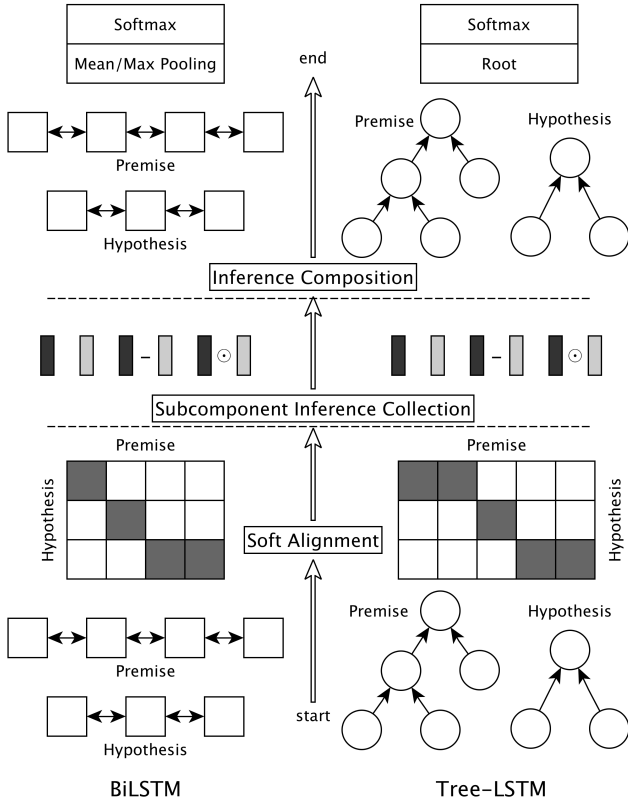 Softmax
Mean/Max Pooling
end
Softmax
Root
Premise
Hypothesis
Premise
Hypothesis
Inference Composition
– ⊙
– ⊙
Subcomponent Inference Collection
Premise
Hypothesis
Premise
Hypothesis
Soft Alignment
Premise
Hypothesis
Premise
Hypothesis
start
BiLSTM
Tree-LSTM